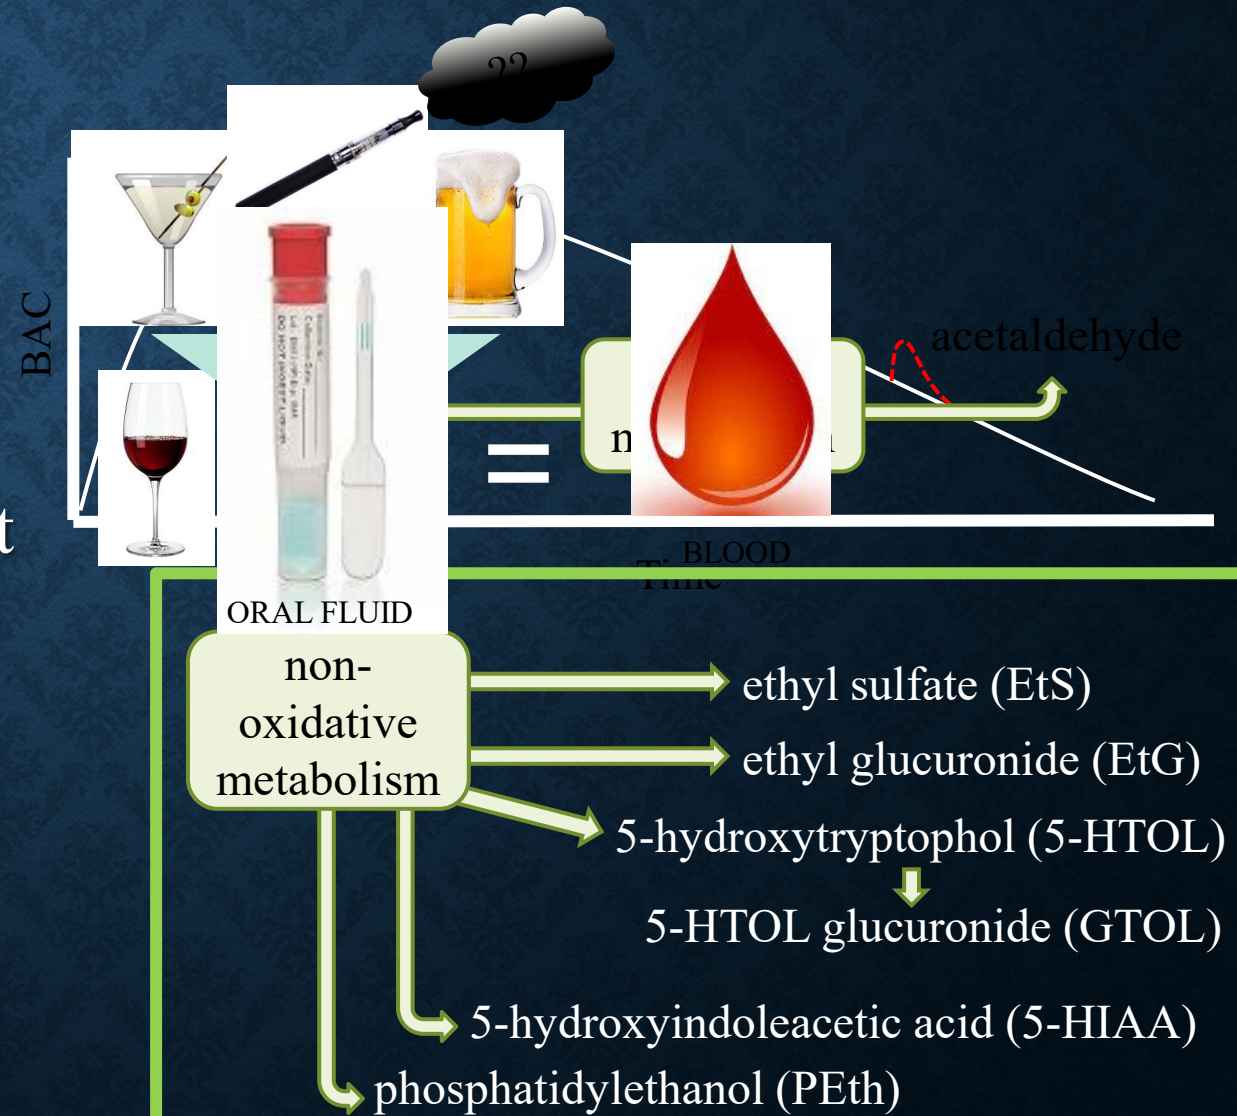 ??
BAC
acetaldehyde
t
BLOOD
Time
ORAL FLUID
non-
oxidative
metabolism
ethyl sulfate (EtS)
ethyl glucuronide (EtG)
5-hydroxytryptophol (5-HTOL)
5-HTOL glucuronide (GTOL)
5-hydroxyindoleacetic acid (5-HIAA)
phosphatidylethanol (PEth)